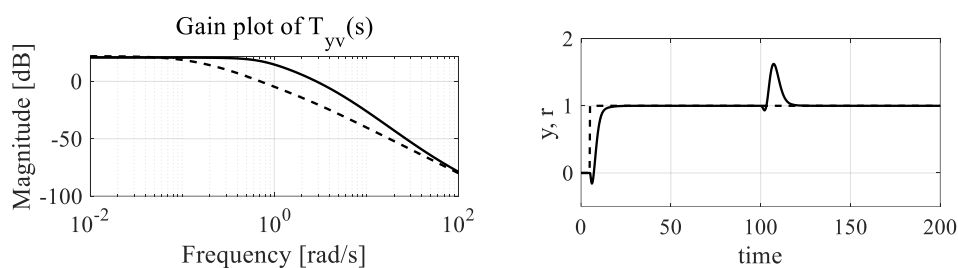 Gain plot of T_yv(s)
Magnitude [dB]
0
-50
-100
10^-2
10^0
10^2
Frequency [rad/s]
y, r
2
1
0
0
50
100
150
200
time